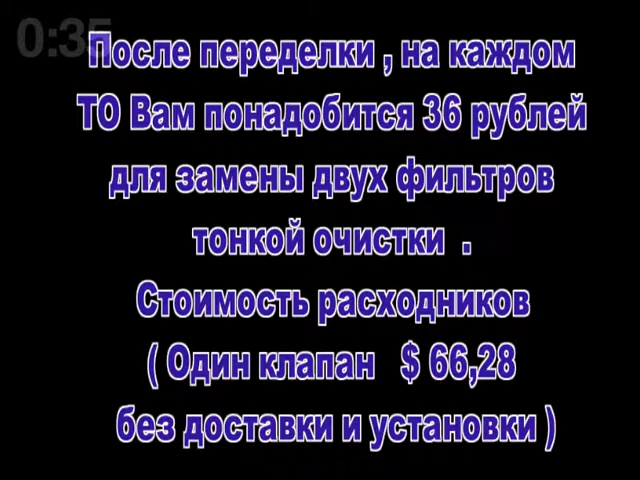 0:35
После переделки , на каждом
ТО Вам понадобится 36 рублей
для замены двух фильтров
тонкой очистки .
Стоимость расходников
( Один клапан $ 66,28
без доставки и установки )